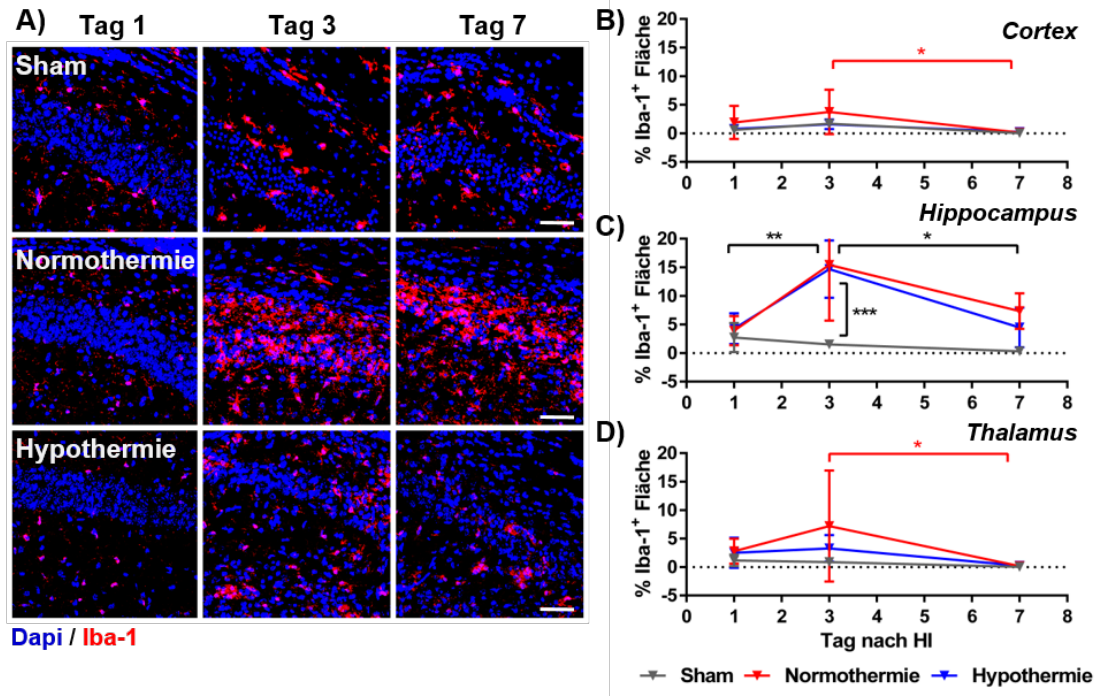 A)
Tag 1 Tag 3 Tag 7
Sham
Normothermie
Hypothermie
Dapi / Iba-1
B)
Cortex
% Iba-1⁺ Fläche
20
15
10
5
0
-5
*
0 1 2 3 4 5 6 7 8
C)
Hippocampus
% Iba-1⁺ Fläche
20
15
10
5
0
-5
** *
***
0 1 2 3 4 5 6 7 8
D)
Thalamus
% Iba-1⁺ Fläche
20
15
10
5
0
-5
*
0 1 2 3 4 5 6 7 8
Tag nach HI
Sham Normothermie Hypothermie